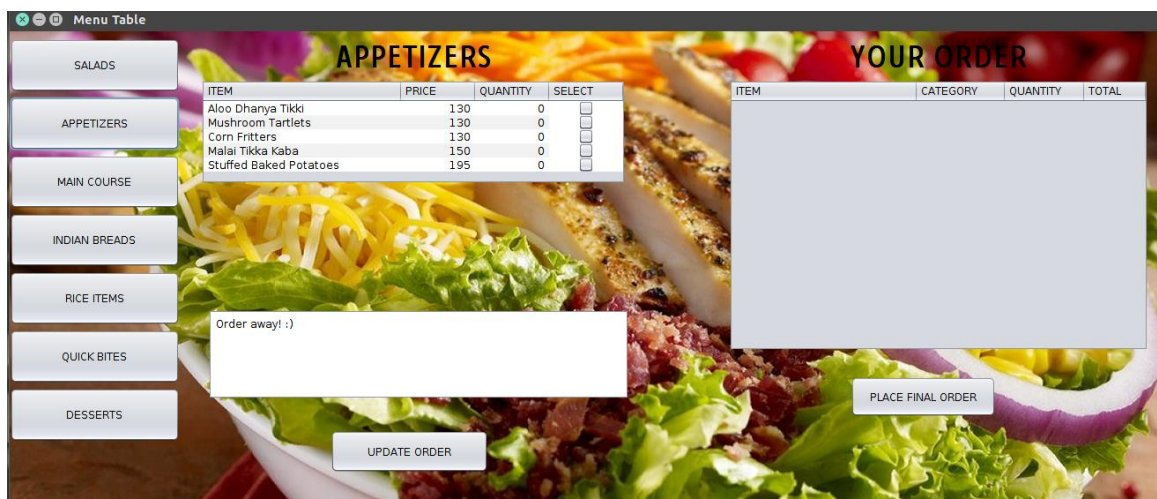 Menu Table
SALADS
APPETIZERS
MAIN COURSE
INDIAN BREADS
RICE ITEMS
QUICK BITES
DESSERTS
APPETIZERS
ITEM PRICE QUANTITY SELECT
Aloo Dhanya Tikki 130 0
Mushroom Tartlets 130 0
Corn Fritters 130 0
Malai Tikka Kaba 150 0
Stuffed Baked Potatoes 195 0
Order away! :)
UPDATE ORDER
YOUR ORDER
ITEM CATEGORY QUANTITY TOTAL
PLACE FINAL ORDER